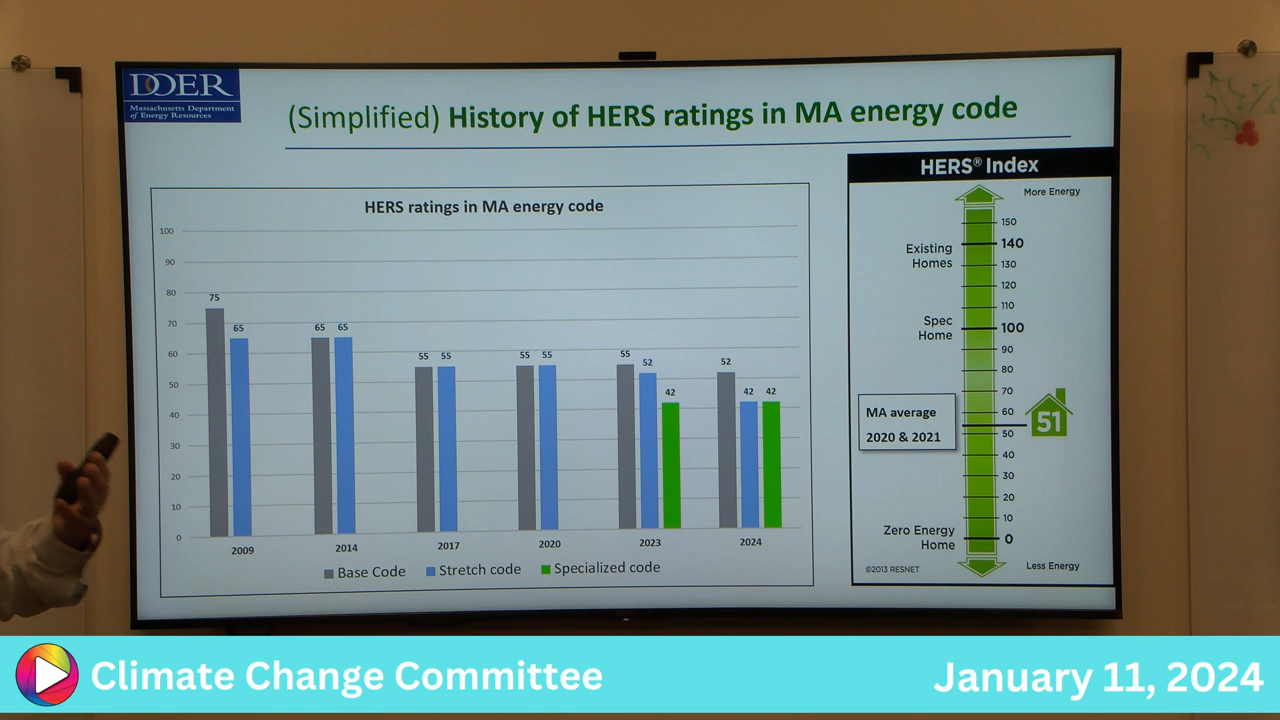 DOER
Massachusetts Department
of Energy Resources
(Simplified) History of HERS ratings in MA energy code
HERS ratings in MA energy code
100
90
80
70
60
50
40
30
20
10
0
75
65
65
65
55
55
55
55
55
52
42
52
42
42
2009
2014
2017
2020
2023
2024
Base Code
Stretch code
Specialized code
HERS® Index
More Energy
150
140
130
120
110
100
90
80
70
60
50
40
30
20
10
0
Existing
Homes
Spec
Home
MA average
2020 & 2021
51
Zero Energy
Home
©2013 RESNET
Less Energy
Climate Change Committee
January 11, 2024